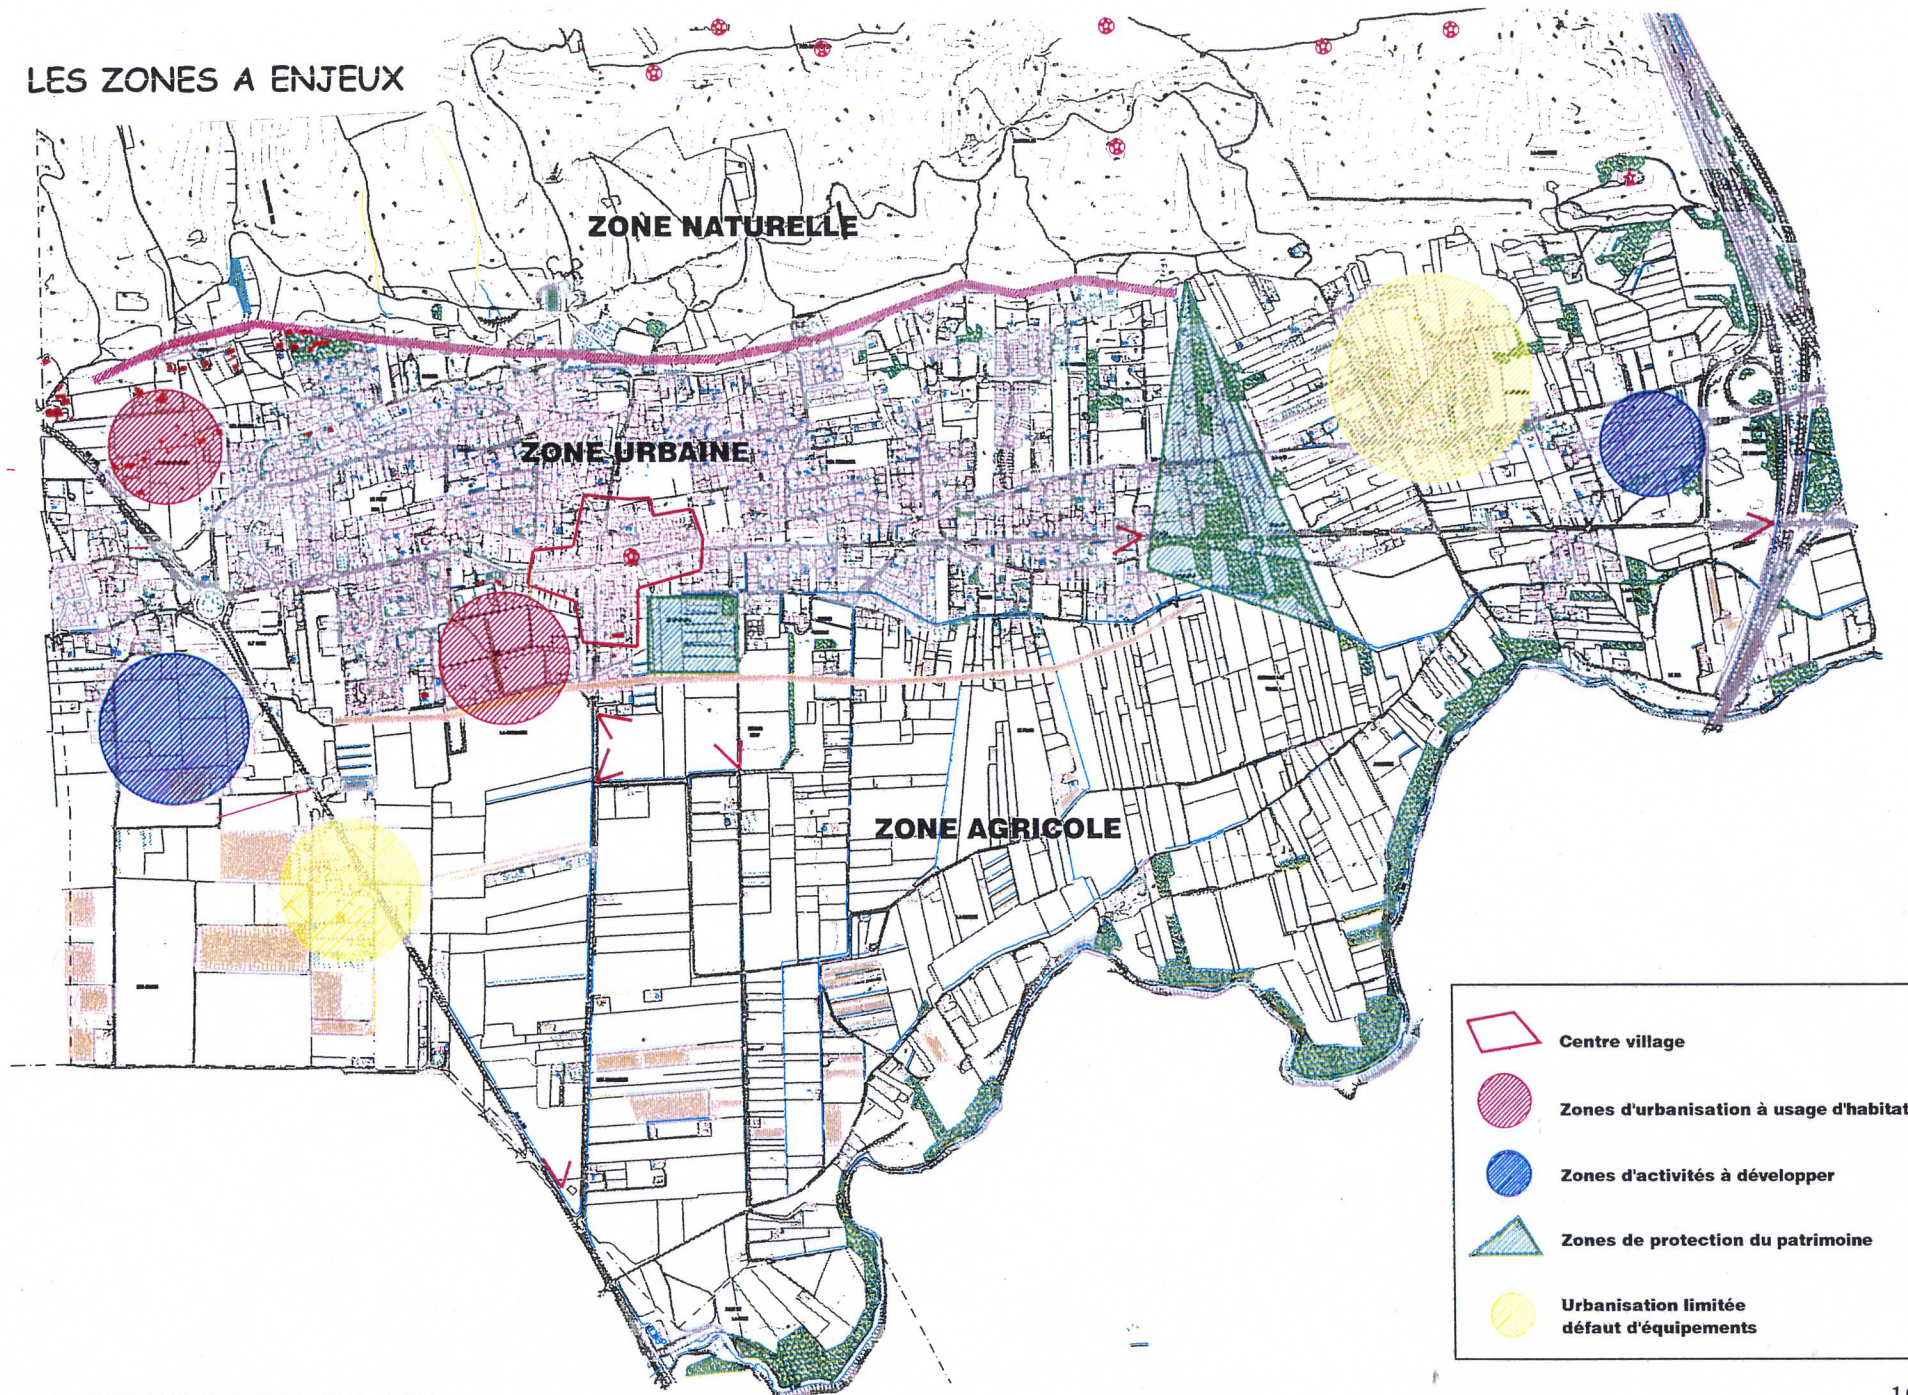 LES ZONES A ENJEUX
ZONE NATURELLE
ZONE URBAINE
ZONE AGRICOLE
Centre village
Zones d'urbanisation à usage d'habitat
Zones d'activités à développer
Zones de protection du patrimoine
Urbanisation limitée
défaut d'équipements